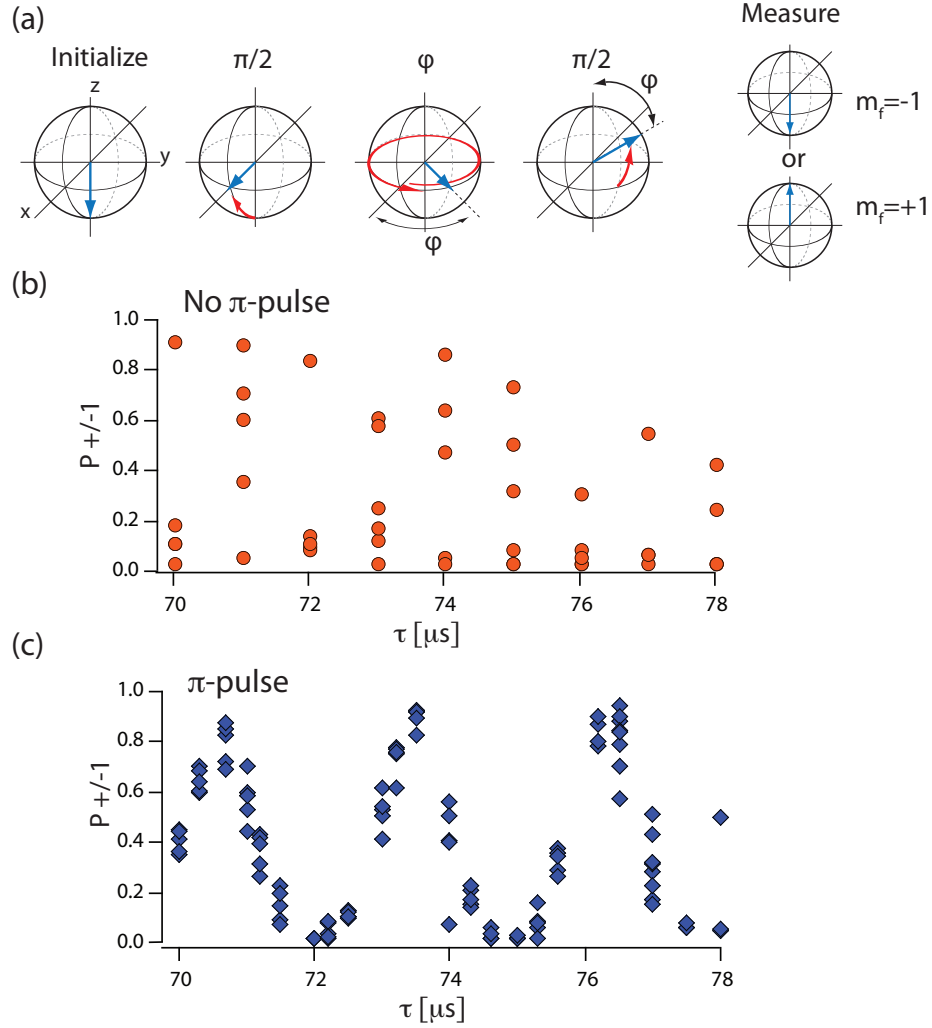 (a)
Measure
Initialize π/2 φ π/2
φ
z
y
x
φ
m_f=-1
or
m_f=+1
(b)
No π-pulse
1.0
0.8
0.6
0.4
0.2
0.0
P +/-1
70 72 74 76 78
τ [μs]
(c)
π-pulse
1.0
0.8
0.6
0.4
0.2
0.0
P +/-1
70 72 74 76 78
τ [μs]